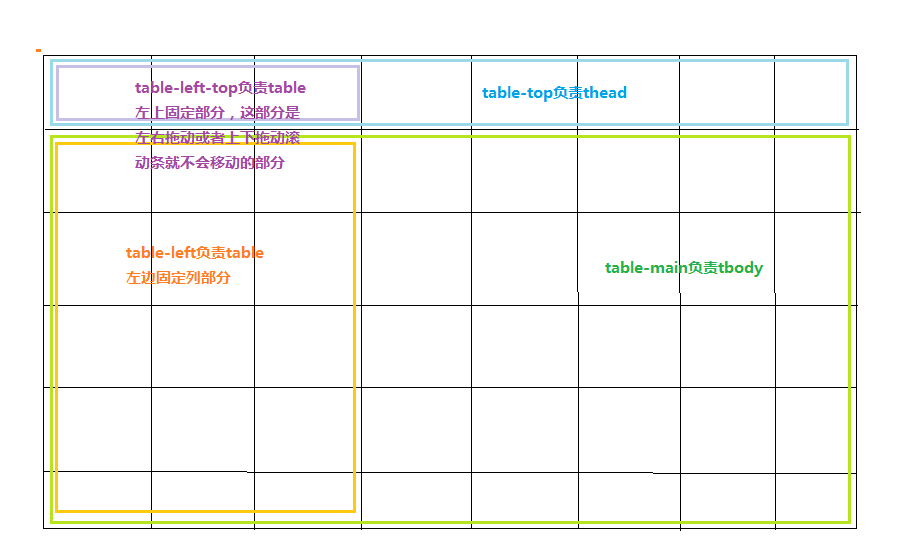 table-left-top负责table
左上固定部分，这部分是
左右拖动或者上下拖动滚
动条就不会移动的部分
table-top负责thead
table-left负责table
左边固定列部分
table-main负责tbody